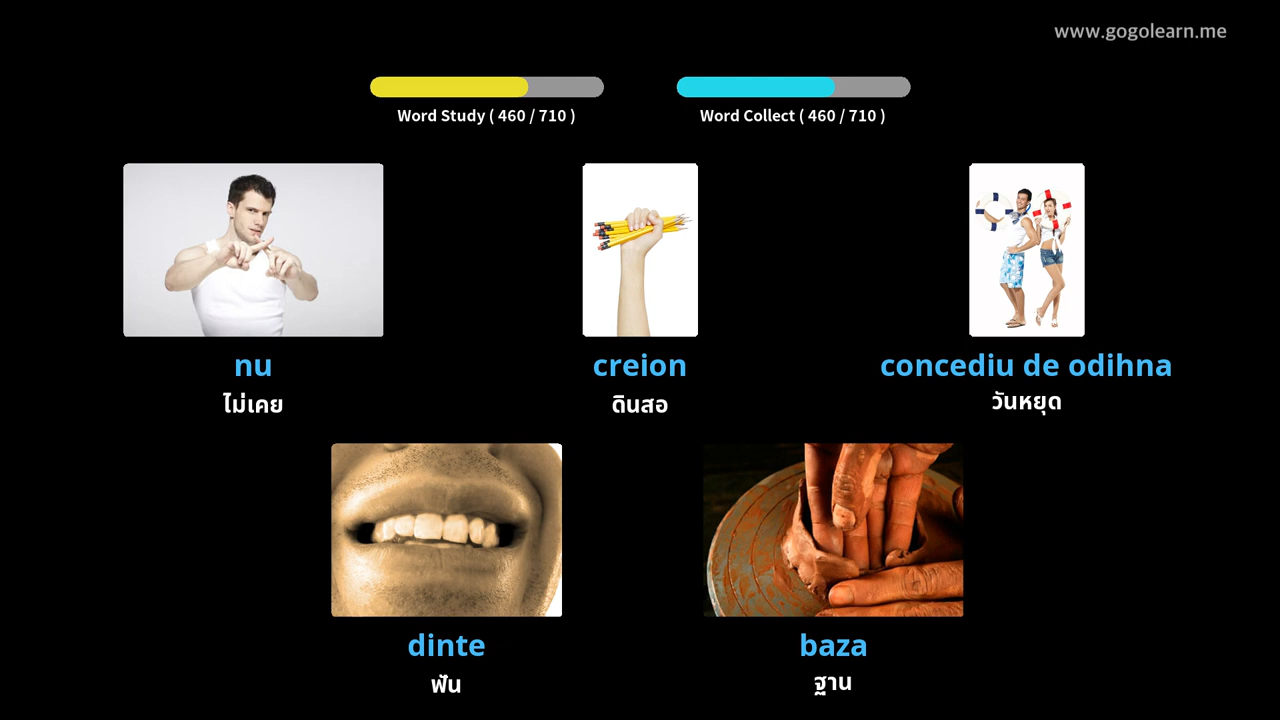 www.gogolearn.me
Word Study ( 460 / 710 )
Word Collect ( 460 / 710 )
nu
ไม่เคย
creion
ดินสอ
concediu de odihna
วันหยุด
dinte
ฟัน
baza
ฐาน